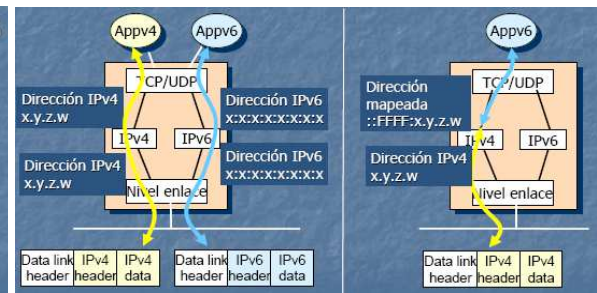 Appv4
Appv6
TCP/UDP
Dirección IPv4
x.y.z.w
Dirección IPv6
x:x:x:x:x:x:x:x
IPv4
IPv6
Dirección IPv4
x.y.z.w
Dirección IPv6
x:x:x:x:x:x:x:x
Nivel enlace
Data link header
IPv4 header
IPv4 data
Data link header
IPv6 header
IPv6 data
Appv6
TCP/UDP
Dirección
mapeada
::FFFF:x.y.z.w
IPv4
IPv6
Dirección IPv4
x.y.z.w
Nivel enlace
Data link header
IPv4 header
IPv4 data